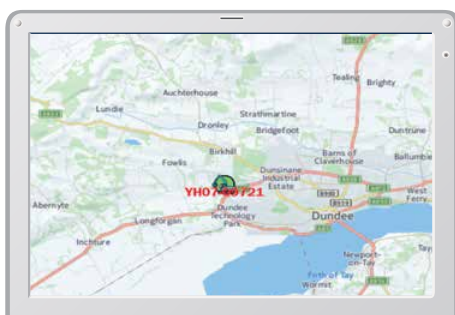 Tealing
Brighty
Auchterhouse
Lundie
Strathmartine
Dronley
Bridgefoot
Duntrune
Birkhill
Barns of
Claverhouse
Ballumbie
Fowlis
Dunsinane
Industrial
Estate
West
Ferry
Abernyte
Dundee
Technology
Park
Longforgan
Dundee
Inchture
Newport-
on-Tay
Tay
Firth of Tay
Wormit